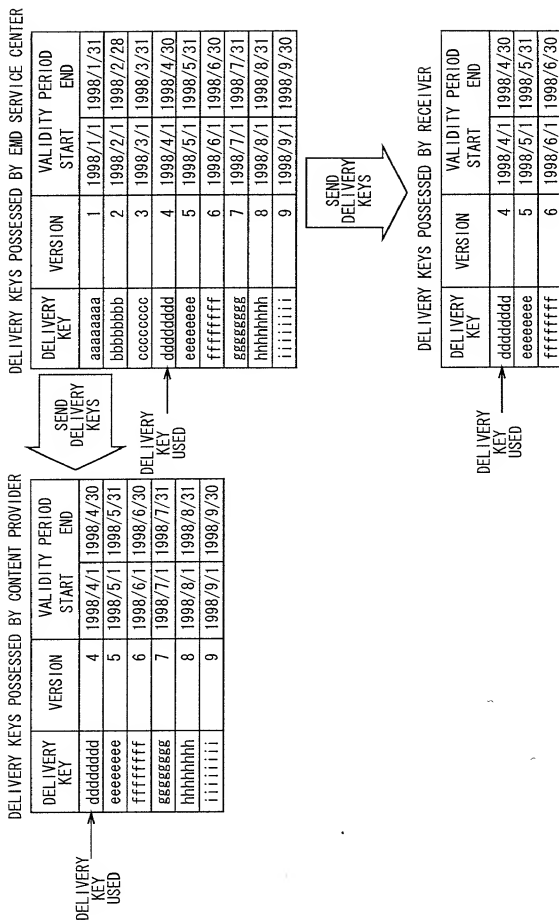 DELIVERY KEYS POSSESSED BY CONTENT PROVIDER
DELIVERY KEY VERSION VALIDITY PERIOD START END
dddddddd 4 1998/4/1 1998/4/30
eeeeeeee 5 1998/5/1 1998/5/31
ffffffff 6 1998/6/1 1998/6/30
gggggggg 7 1998/7/1 1998/7/31
hhhhhhhh 8 1998/8/1 1998/8/31
iiiiiiii 9 1998/9/1 1998/9/30
DELIVERY
KEY
USED
SEND
DELIVERY
KEYS
DELIVERY KEYS POSSESSED BY EMD SERVICE CENTER
DELIVERY KEY VERSION VALIDITY PERIOD START END
aaaaaaaa 1 1998/1/1 1998/1/31
bbbbbbbb 2 1998/2/1 1998/2/28
cccccccc 3 1998/3/1 1998/3/31
dddddddd 4 1998/4/1 1998/4/30
eeeeeeee 5 1998/5/1 1998/5/31
ffffffff 6 1998/6/1 1998/6/30
gggggggg 7 1998/7/1 1998/7/31
hhhhhhhh 8 1998/8/1 1998/8/31
iiiiiiii 9 1998/9/1 1998/9/30
DELIVERY
KEY
USED
SEND
DELIVERY
KEYS
DELIVERY KEYS POSSESSED BY RECEIVER
DELIVERY KEY VERSION VALIDITY PERIOD START END
dddddddd 4 1998/4/1 1998/4/30
eeeeeeee 5 1998/5/1 1998/5/31
ffffffff 6 1998/6/1 1998/6/30
DELIVERY
KEY
USED